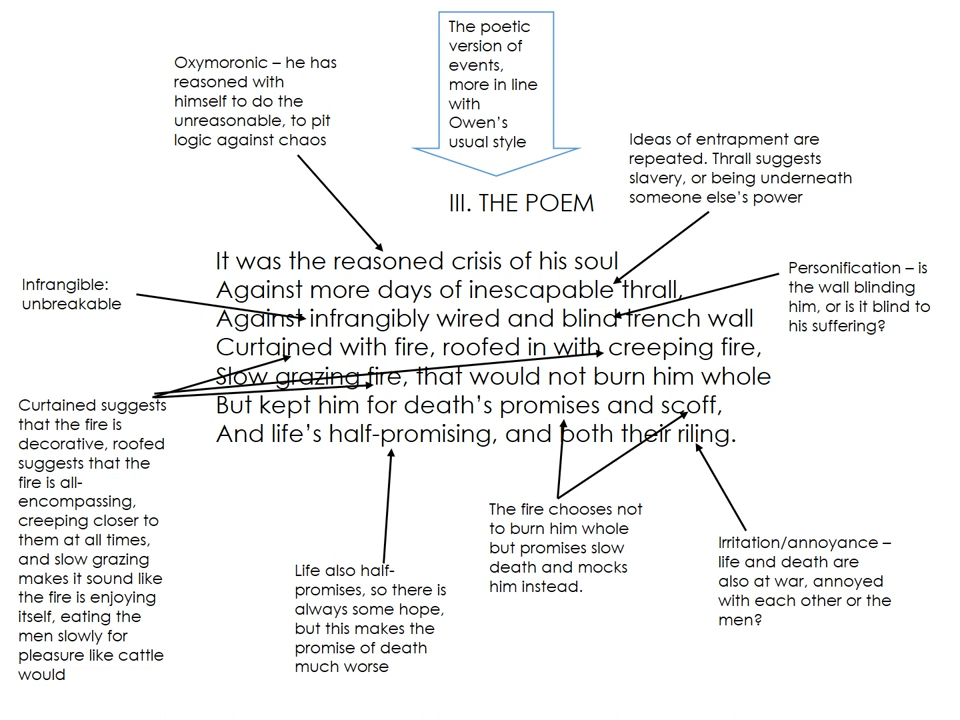 The poetic
version of
events,
more in line
with
Owen's
usual style
Oxymoronic – he has
reasoned with
himself to do the
unreasonable, to pit
logic against chaos
Ideas of entrapment are
repeated. Thrall suggests
slavery, or being underneath
someone else's power
III. THE POEM
It was the reasoned crisis of his soul
Against more days of inescapable thrall,
Against infrangibly wired and blind trench wall
Curtained with fire, roofed in with creeping fire,
Slow grazing fire, that would not burn him whole
But kept him for death's promises and scoff,
And life's half-promising, and both their riling.
Infrangible:
unbreakable
Personification – is
the wall blinding
him, or is it blind to
his suffering?
Curtained suggests
that the fire is
decorative, roofed
suggests that the
fire is all-
encompassing,
creeping closer to
them at all times,
and slow grazing
makes it sound like
the fire is enjoying
itself, eating the
men slowly for
pleasure like cattle
would
Life also half-
promises, so there is
always some hope,
but this makes the
promise of death
much worse
The fire chooses not
to burn him whole
but promises slow
death and mocks
him instead.
Irritation/annoyance –
life and death are
also at war, annoyed
with each other or the
men?